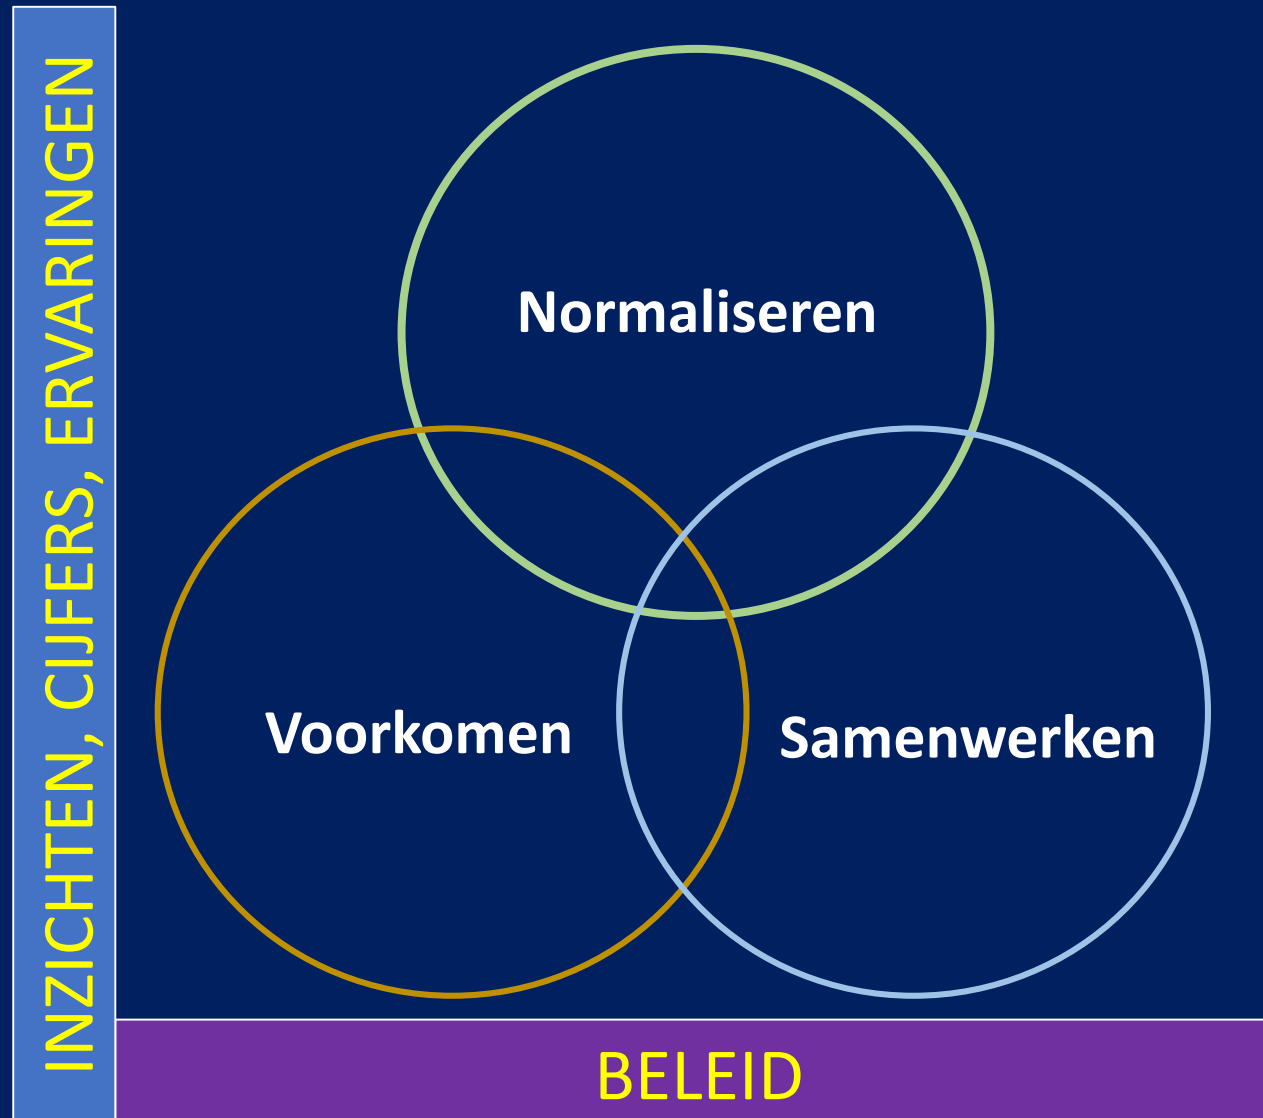 INZICHTEN, CIJFERS, ERVARINGEN
Normaliseren
Voorkomen
Samenwerken
BELEID